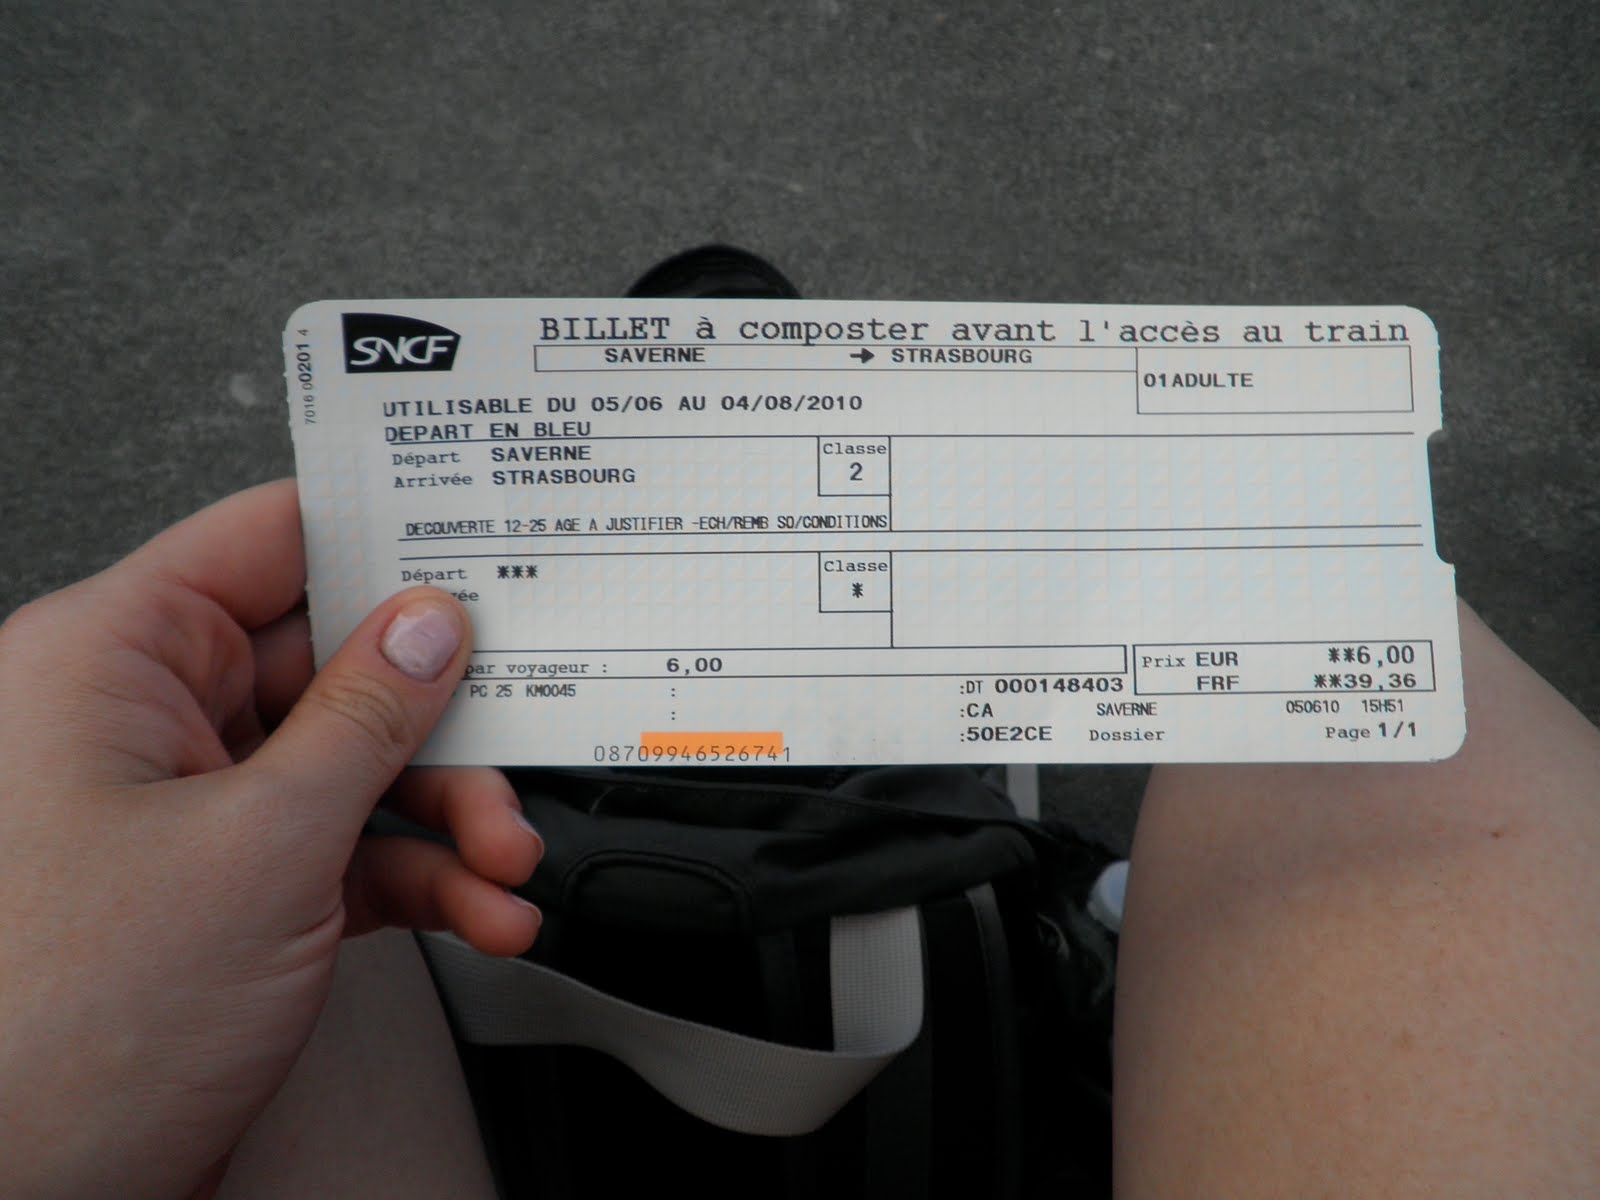 7016 60201 4
SNCF
BILLET à composter avant l'accès au train
SAVERNE → STRASBOURG
01ADULTE
UTILISABLE DU 05/06 AU 04/08/2010
DEPART EN BLEU
Départ SAVERNE
Arrivée STRASBOURG
Classe
2
DECOUVERTE 12-25 AGE A JUSTIFIER -ECH/REMB SO/CONDITIONS
Départ ***
ée
Classe
*
par voyageur : 6,00
Prix EUR **6,00
FRF **39,36
PC 25 KM0045 : :DT 000148403
: :CA SAVERNE 050610 15H51
:50E2CE Dossier Page 1/1
08709946526741